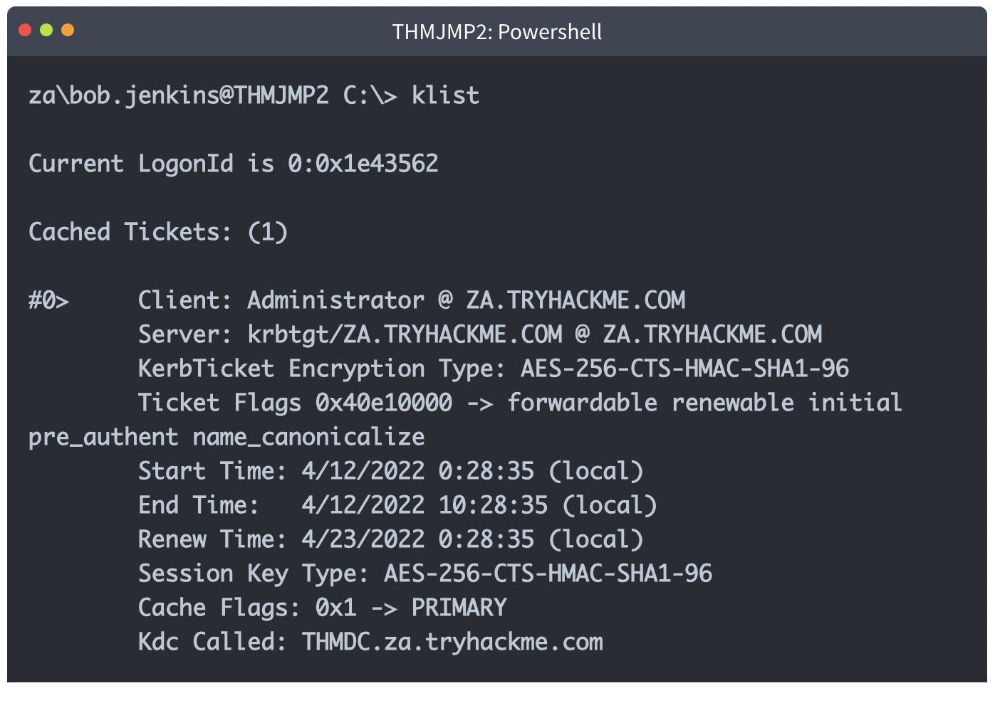 THMJMP2: Powershell
za\bob.jenkins@THMJMP2 C:\> klist
Current LogonId is 0:0x1e43562
Cached Tickets: (1)
#0>     Client: Administrator @ ZA.TRYHACKME.COM
        Server: krbtgt/ZA.TRYHACKME.COM @ ZA.TRYHACKME.COM
        KerbTicket Encryption Type: AES-256-CTS-HMAC-SHA1-96
        Ticket Flags 0x40e10000 -> forwardable renewable initial
pre_authent name_canonicalize
        Start Time: 4/12/2022 0:28:35 (local)
        End Time:   4/12/2022 10:28:35 (local)
        Renew Time: 4/23/2022 0:28:35 (local)
        Session Key Type: AES-256-CTS-HMAC-SHA1-96
        Cache Flags: 0x1 -> PRIMARY
        Kdc Called: THMDC.za.tryhackme.com